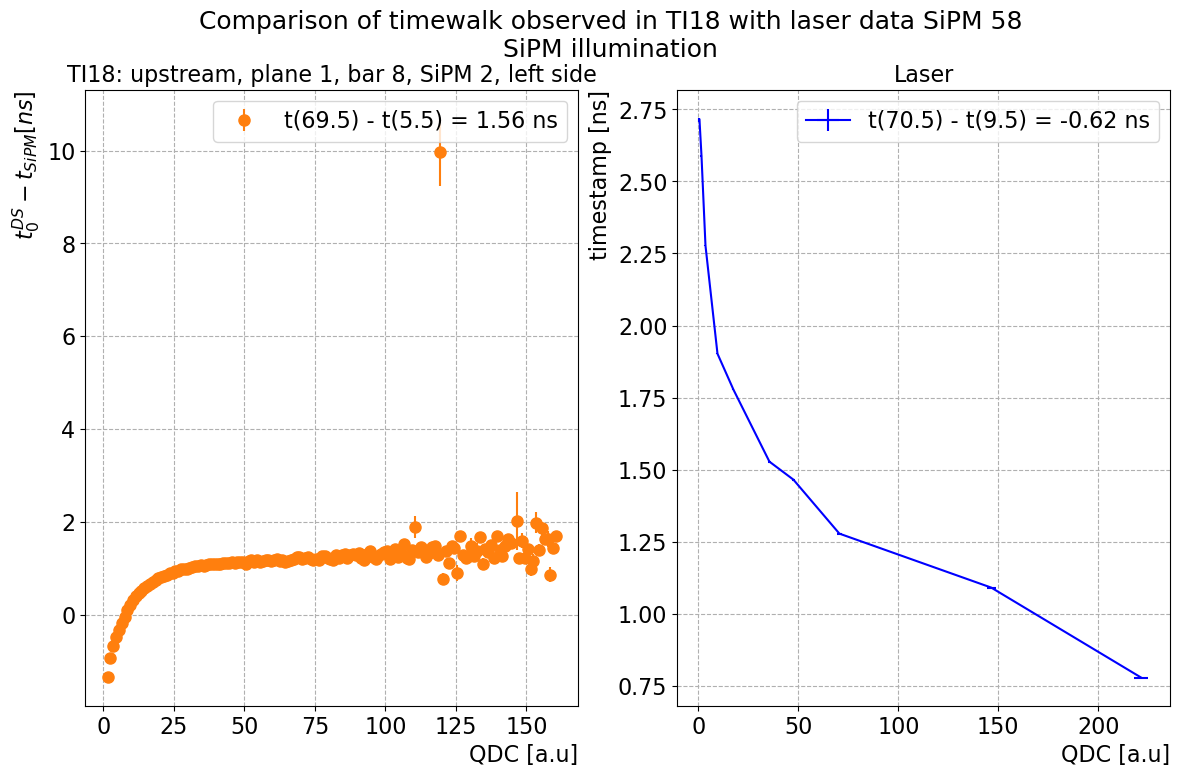 Comparison of timewalk observed in TI18 with laser data SiPM 58
SiPM illumination
TI18: upstream, plane 1, bar 8, SiPM 2, left side
t(69.5) - t(5.5) = 1.56 ns
t_0^{DS} − t_{SiPM}[ns]
10
8
6
4
2
0
0 25 50 75 100 125 150
QDC [a.u]
Laser
t(70.5) - t(9.5) = -0.62 ns
timestamp [ns]
2.75
2.50
2.25
2.00
1.75
1.50
1.25
1.00
0.75
0 50 100 150 200
QDC [a.u]